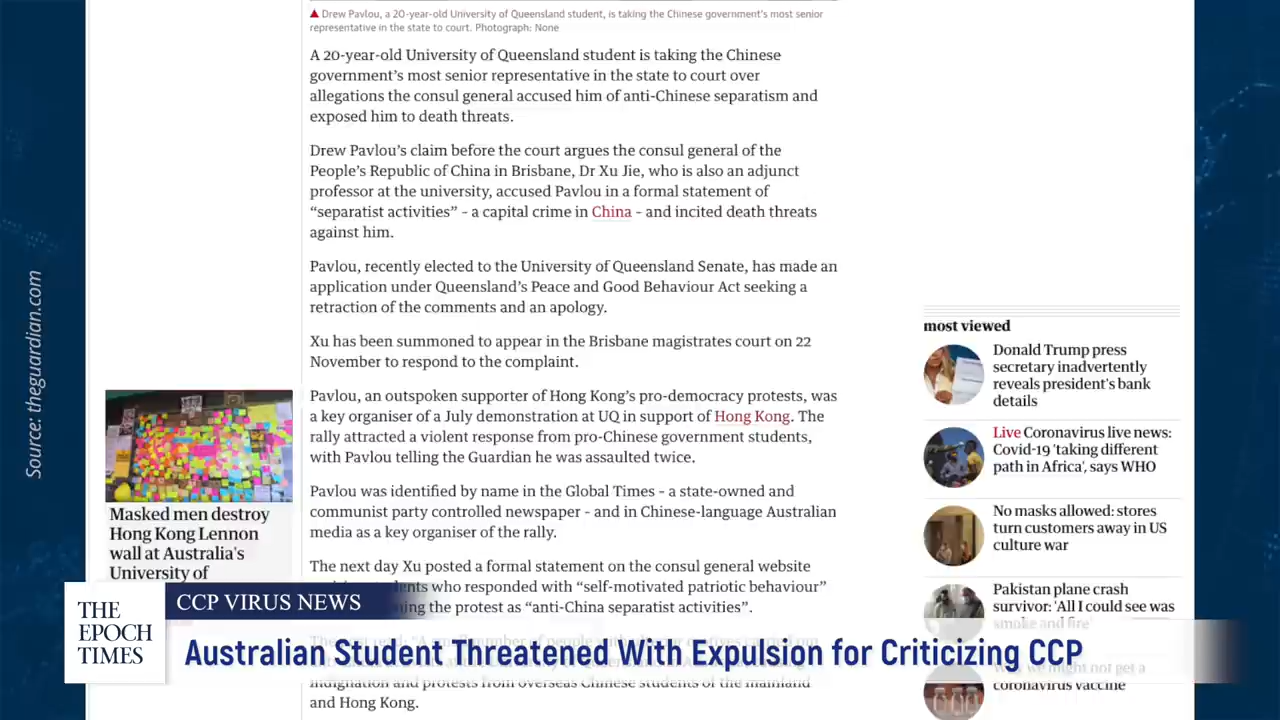 ▲ Drew Pavlou, a 20-year-old University of Queensland student, is taking the Chinese government's most senior
representative in the state to court. Photograph: None
A 20-year-old University of Queensland student is taking the Chinese
government's most senior representative in the state to court over
allegations the consul general accused him of anti-Chinese separatism and
exposed him to death threats.
Drew Pavlou's claim before the court argues the consul general of the
People's Republic of China in Brisbane, Dr Xu Jie, who is also an adjunct
professor at the university, accused Pavlou in a formal statement of
“separatist activities” – a capital crime in China – and incited death threats
against him.
Pavlou, recently elected to the University of Queensland Senate, has made an
application under Queensland's Peace and Good Behaviour Act seeking a
retraction of the comments and an apology.
Xu has been summoned to appear in the Brisbane magistrates court on 22
November to respond to the complaint.
Pavlou, an outspoken supporter of Hong Kong's pro-democracy protests, was
a key organiser of a July demonstration at UQ in support of Hong Kong. The
rally attracted a violent response from pro-Chinese government students,
with Pavlou telling the Guardian he was assaulted twice.
Pavlou was identified by name in the Global Times – a state-owned and
communist party controlled newspaper – and in Chinese-language Australian
media as a key organiser of the rally.
The next day Xu posted a formal statement on the consul general website
who responded with “self-motivated patriotic behaviour”
the protest as “anti-China separatist activities”.
indignation and protests from overseas Chinese students of the mainland
and Hong Kong.
Source: theguardian.com
Masked men destroy
Hong Kong Lennon
wall at Australia's
University of
most viewed
Donald Trump press
secretary inadvertently
reveals president's bank
details
Live Coronavirus live news:
Covid-19 'taking different
path in Africa', says WHO
No masks allowed: stores
turn customers away in US
culture war
Pakistan plane crash
survivor: 'All I could see was
smoke and fire'
might not get a
coronavirus vaccine
THE
EPOCH
TIMES
CCP VIRUS NEWS
Australian Student Threatened With Expulsion for Criticizing CCP